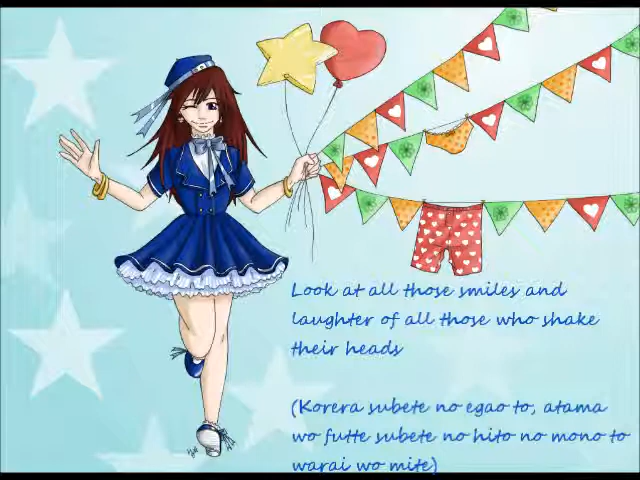 Look at all those smiles and
laughter of all those who shake
their heads
(Korera subete no egao to, atama
wo futte subete no hito no mono to
warai wo mite)